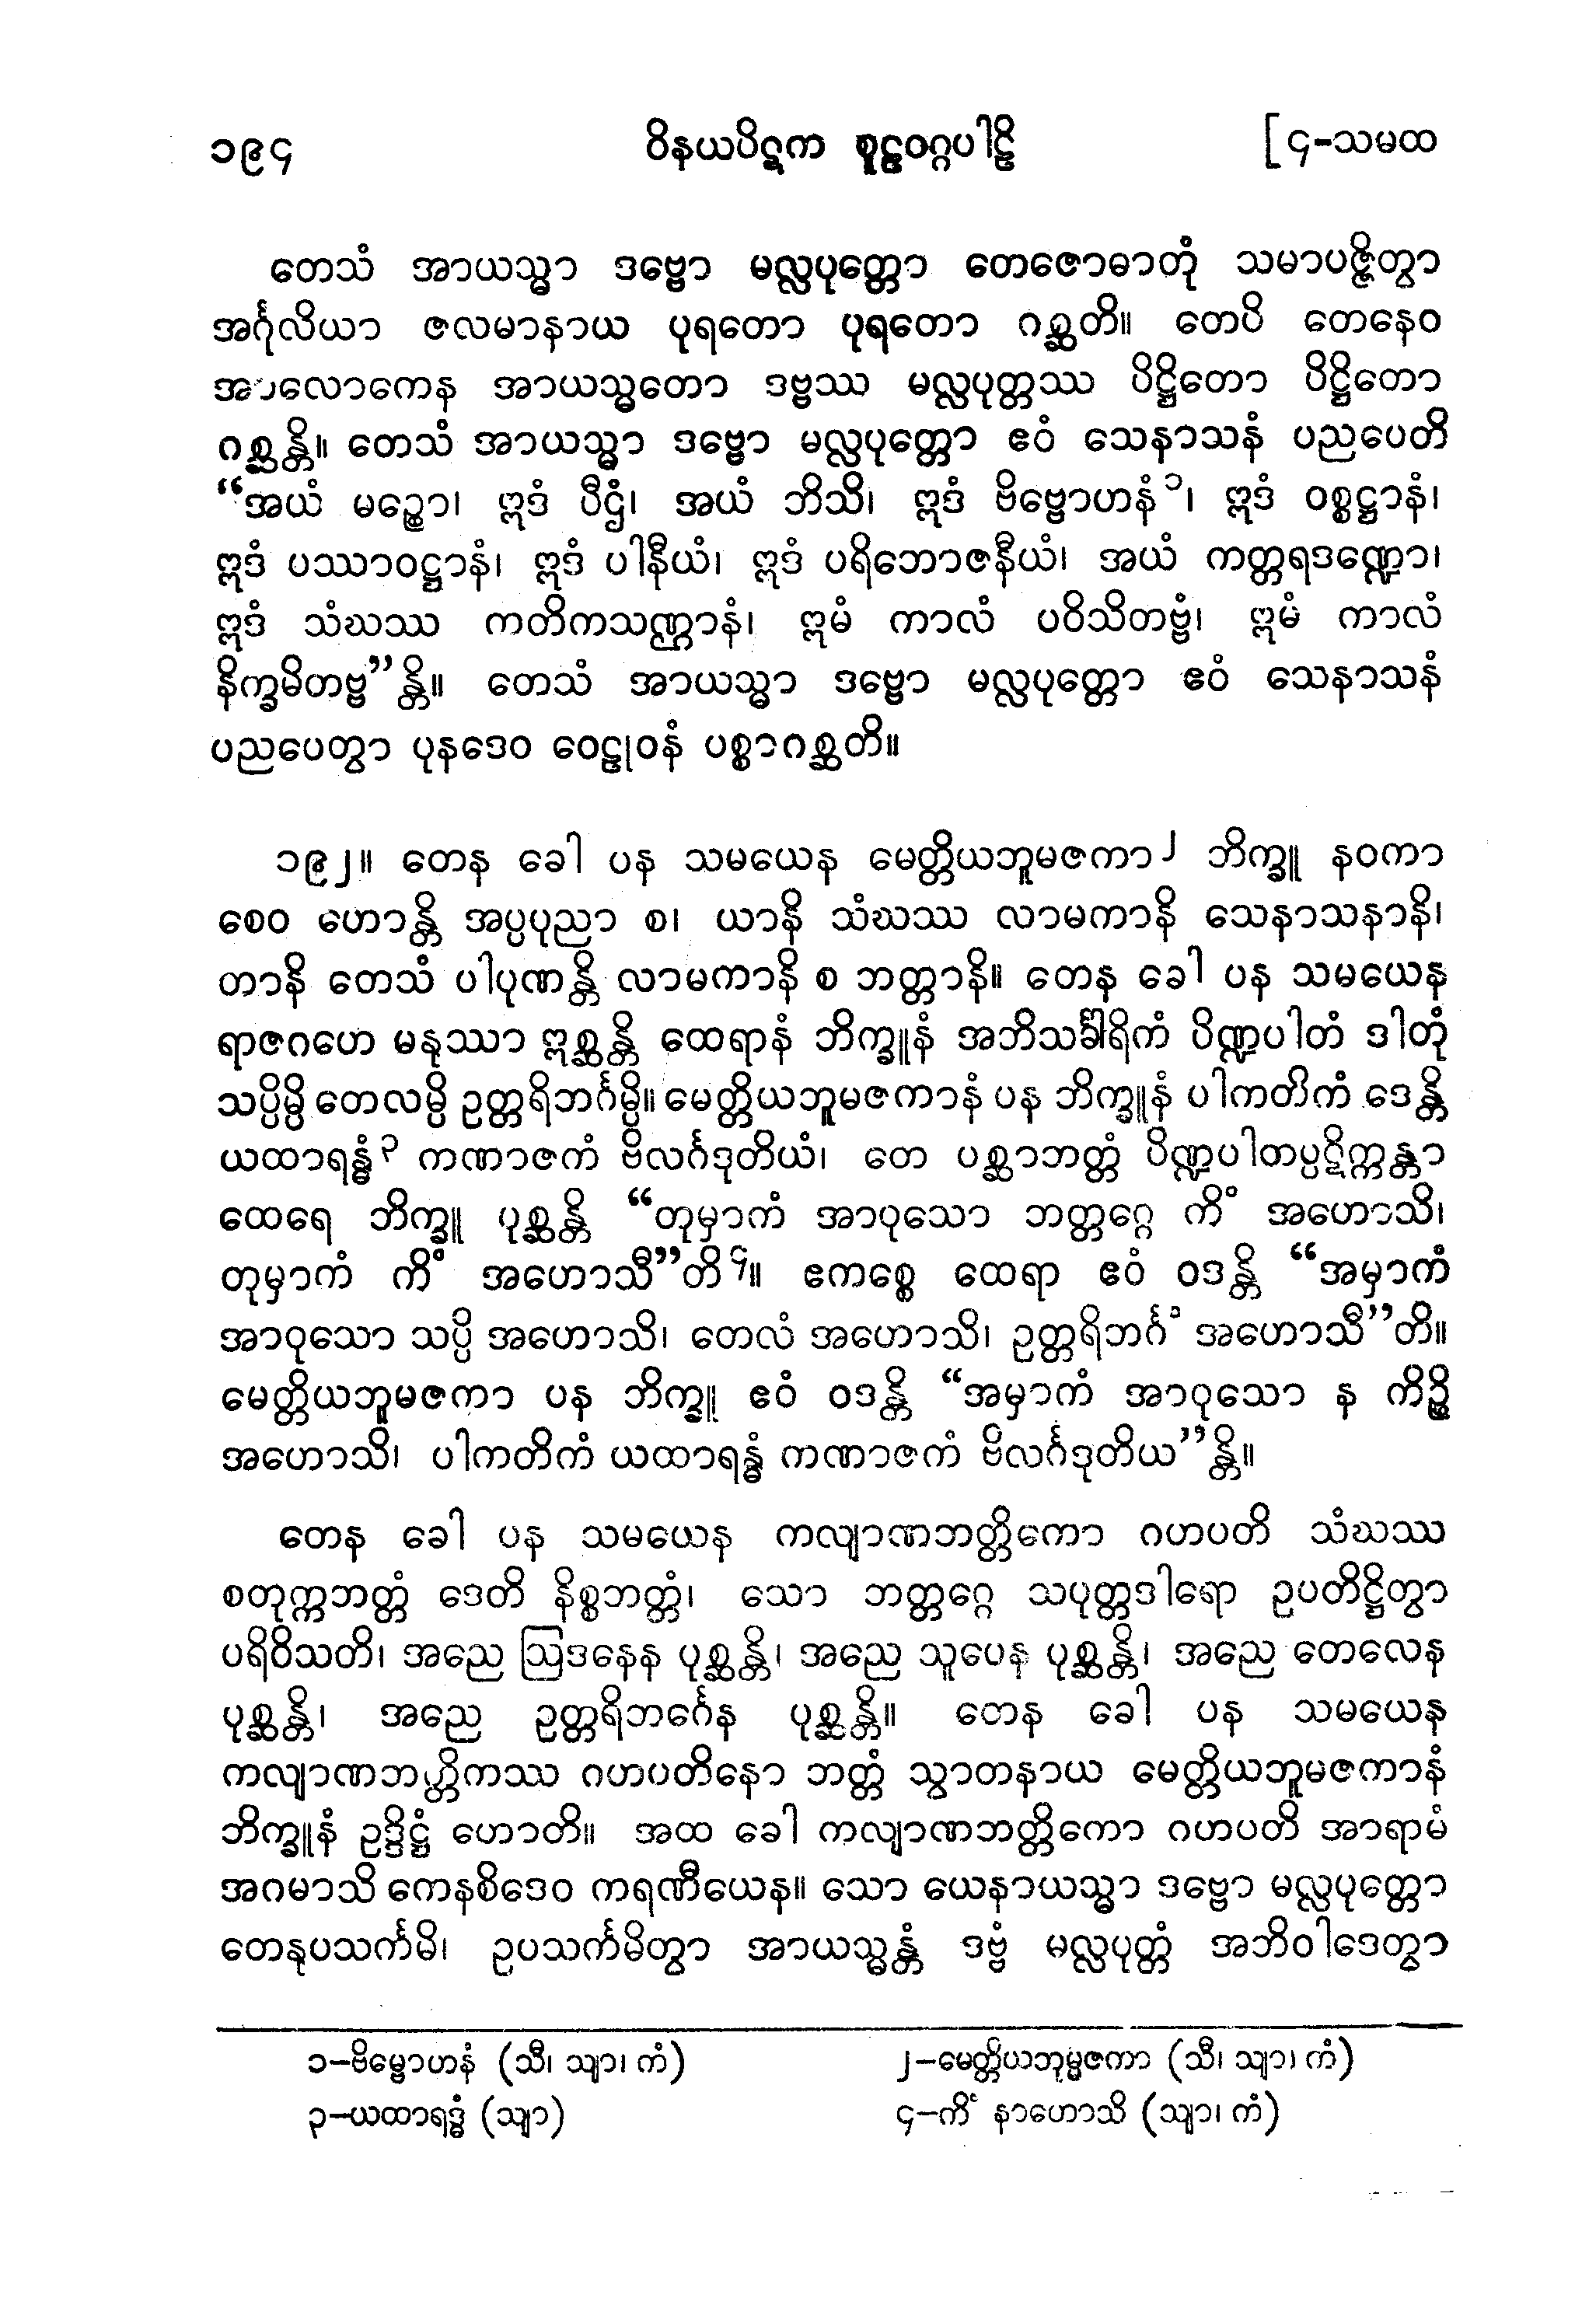 ၁၉၄ ဝိနယပိဋက စူဠဝဂ္ဂပါဠိ [၄-သမထ
တေသံ အာယသ္မာ ဒဗ္ဗော မလ္လပုတ္တော တေဇောဓာတုံ သမာပဇ္ဇိတွာ
အင်္ဂုလိယာ ဇလမာနာယ ပုရတော ပုရတော ဂစ္ဆတိ။ တေပိ တေနေဝ
အာလောကေန အာယသ္မတော ဒဗ္ဗဿ မလ္လပုတ္တဿ ပိဋ္ဌိတော ပိဋ္ဌိတော
ဂစ္ဆန္တိ။ တေသံ အာယသ္မာ ဒဗ္ဗော မလ္လပုတ္တော ဧဝံ သေနာသနံ ပညပေတိ
“အယံ မဉ္စော၊ ဣဒံ ပီဌံ၊ အယံ ဘိသိ၊ ဣဒံ ဗိဗ္ဗောဟနံ၁၊ ဣဒံ ဝစ္စဋ္ဌာနံ၊
ဣဒံ ပဿာဝဋ္ဌာနံ၊ ဣဒံ ပါနီယံ၊ ဣဒံ ပရိဘောဇနီယံ၊ အယံ ကတ္တရဒဏ္ဍော၊
ဣဒံ သံဃဿ ကတိကသဏ္ဌာနံ၊ ဣမံ ကာလံ ပဝိသိတဗ္ဗံ၊ ဣမံ ကာလံ
နိက္ခမိတဗ္ဗ”န္တိ။ တေသံ အာယသ္မာ ဒဗ္ဗော မလ္လပုတ္တော ဧဝံ သေနာသနံ
ပညပေတွာ ပုနဒေဝ ဝေဠုဝနံ ပစ္စာဂစ္ဆတိ။
၁၉၂။ တေန ခေါ ပန သမယေန မေတ္တိယဘူမဇကာ၂ ဘိက္ခူ နဝကာ
စေဝ ဟောန္တိ အပ္ပပုညာ စ၊ ယာနိ သံဃဿ လာမကာနိ သေနာသနာနိ၊
တာနိ တေသံ ပါပုဏန္တိ လာမကာနိ စ ဘတ္တာနိ။ တေန ခေါ ပန သမယေန
ရာဇဂဟေ မနုဿာ ဣစ္ဆန္တိ ထေရာနံ ဘိက္ခူနံ အဘိသင်္ခါရိကံ ပိဏ္ဍပါတံ ဒါတုံ
သပ္ပိမ္ပိ တေလမ္ပိ ဥတ္တရိဘင်္ဂမ္ပိ။ မေတ္တိယဘူမဇကာနံ ပန ဘိက္ခူနံ ပါကတိကံ ဒေန္တိ
ယထာရန္ဓံ၃ ကဏာဇကံ ဗိလင်္ဂဒုတိယံ၊ တေ ပစ္ဆာဘတ္တံ ပိဏ္ဍပါတပ္ပဋိက္ကန္တာ
ထေရေ ဘိက္ခူ ပုစ္ဆန္တိ “တုမှာကံ အာဝုသော ဘတ္တဂ္ဂေ ကိံ အဟောသိ၊
တုမှာကံ ကိံ အဟောသီ”တိ၄။ ဧကစ္စေ ထေရာ ဧဝံ ဝဒန္တိ “အမှာကံ
အာဝုသော သပ္ပိ အဟောသိ၊ တေလံ အဟောသိ၊ ဥတ္တရိဘင်္ဂံ အဟောသီ”တိ။
မေတ္တိယဘူမဇကာ ပန ဘိက္ခူ ဧဝံ ဝဒန္တိ “အမှာကံ အာဝုသော န ကိဉ္စိ
အဟောသိ၊ ပါကတိကံ ယထာရန္ဓံ ကဏာဇကံ ဗိလင်္ဂဒုတိယ”န္တိ။
တေန ခေါ ပန သမယေန ကလျာဏဘတ္တိကော ဂဟပတိ သံဃဿ
စတုက္ကဘတ္တံ ဒေတိ နိစ္စဘတ္တံ၊ သော ဘတ္တဂ္ဂေ သပုတ္တဒါရော ဥပတိဋ္ဌိတွာ
ပရိဝိသတိ၊ အညေ ဩဒနေန ပုစ္ဆန္တိ၊ အညေ သူပေန ပုစ္ဆန္တိ၊ အညေ တေလေန
ပုစ္ဆန္တိ၊ အညေ ဥတ္တရိဘင်္ဂေန ပုစ္ဆန္တိ။ တေန ခေါ ပန သမယေန
ကလျာဏဘတ္တိကဿ ဂဟပတိနော ဘတ္တံ သွာတနာယ မေတ္တိယဘူမဇကာနံ
ဘိက္ခူနံ ဥဒ္ဒိဋ္ဌံ ဟောတိ။ အထ ခေါ ကလျာဏဘတ္တိကော ဂဟပတိ အာရာမံ
အဂမာသိ ကေနစိဒေဝ ကရဏီယေန။ သော ယေနာယသ္မာ ဒဗ္ဗော မလ္လပုတ္တော
တေနုပသင်္ကမိ၊ ဥပသင်္ကမိတွာ အာယသ္မန္တံ ဒဗ္ဗံ မလ္လပုတ္တံ အဘိဝါဒေတွာ
၁-ဗိမ္ဗောဟနံ (သီ၊ သျာ၊ ကံ) ၂-မေတ္တိယဘုမ္မဇကာ (သီ၊ သျာ၊ ကံ)
၃-ယထာရဒ္ဓံ (သျာ) ၄-ကိံ နာဟောသိ (သျာ၊ ကံ)